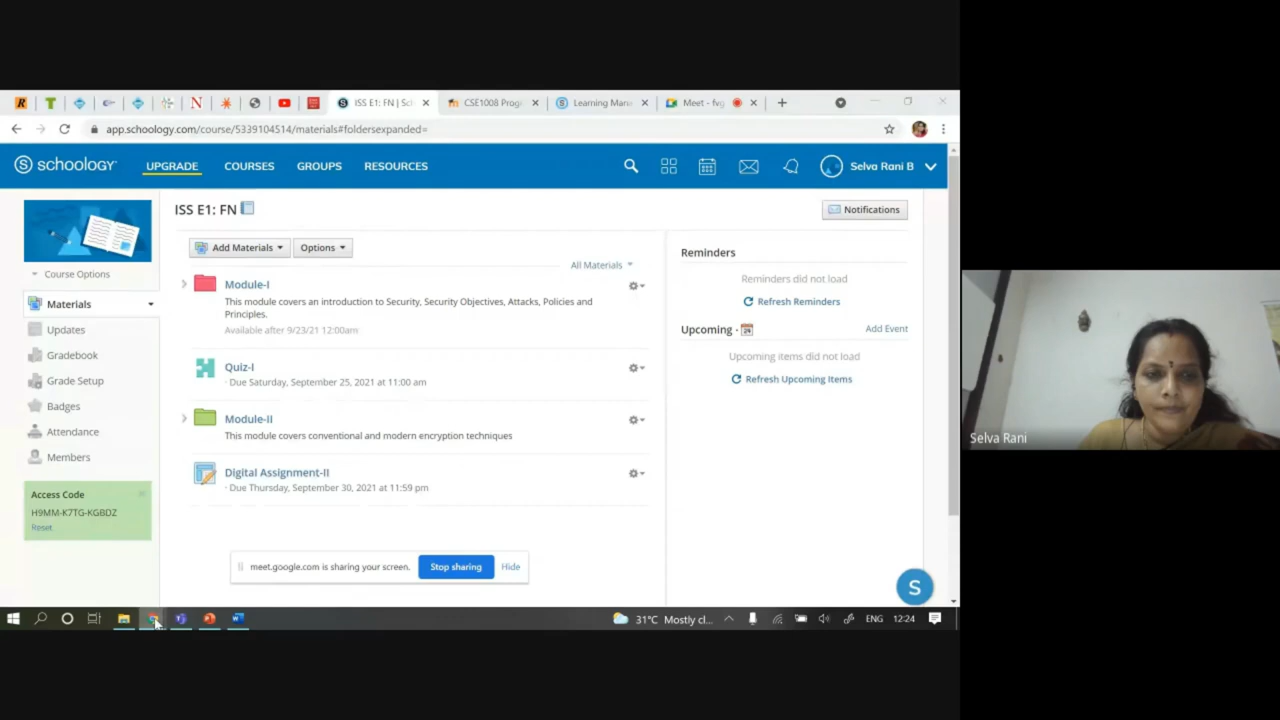 ISS E1: FN | Sc
CSE1008 Progr
Learning Mana
Meet - fvg
app.schoology.com/course/5339104514/materials#foldersexpanded=
S schoology
UPGRADE
COURSES
GROUPS
RESOURCES
Selva Rani B
ISS E1: FN
Notifications
Course Options
Materials
Updates
Gradebook
Grade Setup
Badges
Attendance
Members
Access Code
H9MM-K7TG-KGBDZ
Reset
Add Materials
Options
All Materials
Module-I
This module covers an introduction to Security, Security Objectives, Attacks, Policies and
Principles.
Available after 9/23/21 12:00am
Quiz-I
· Due Saturday, September 25, 2021 at 11:00 am
Module-II
This module covers conventional and modern encryption techniques
Digital Assignment-II
· Due Thursday, September 30, 2021 at 11:59 pm
Reminders
Reminders did not load
Refresh Reminders
Upcoming ·
Add Event
Upcoming items did not load
Refresh Upcoming Items
meet.google.com is sharing your screen.
Stop sharing
Hide
S
31°C Mostly cl...
ENG
12:24
Selva Rani